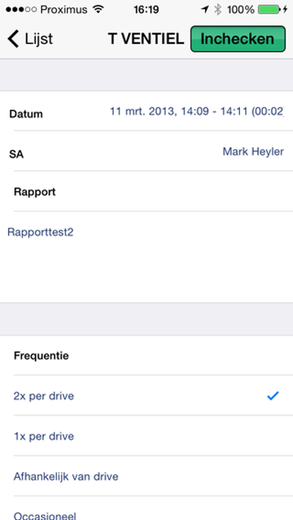 Proximus 16:19 100%
Lijst T VENTIEL Inchecken
Datum 11 mrt. 2013, 14:09 - 14:11 (00:02
SA Mark Heyler
Rapport
Rapporttest2
Frequentie
2x per drive
1x per drive
Afhankelijk van drive
Occasioneel